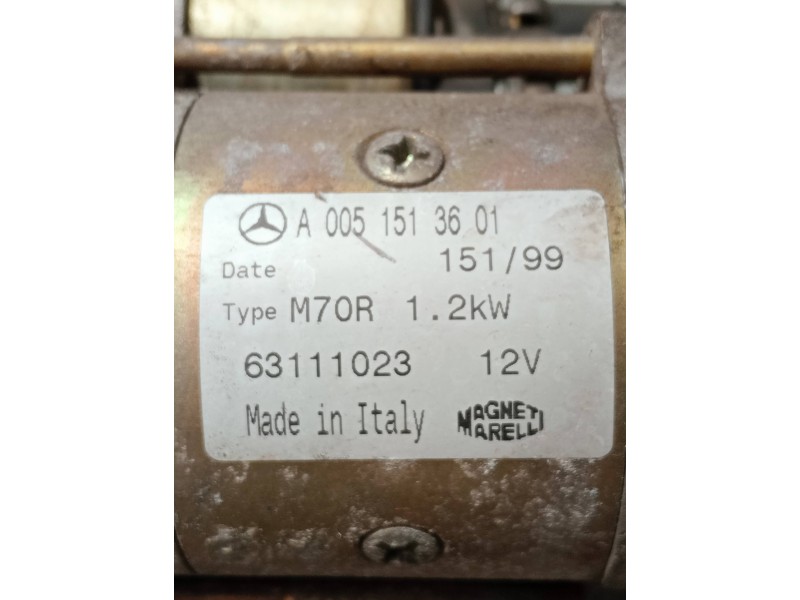 A 005 151 36 01
Date 151/99
Type M70R 1.2kW
63111023 12V
Made in Italy MAGNETI MARELLI